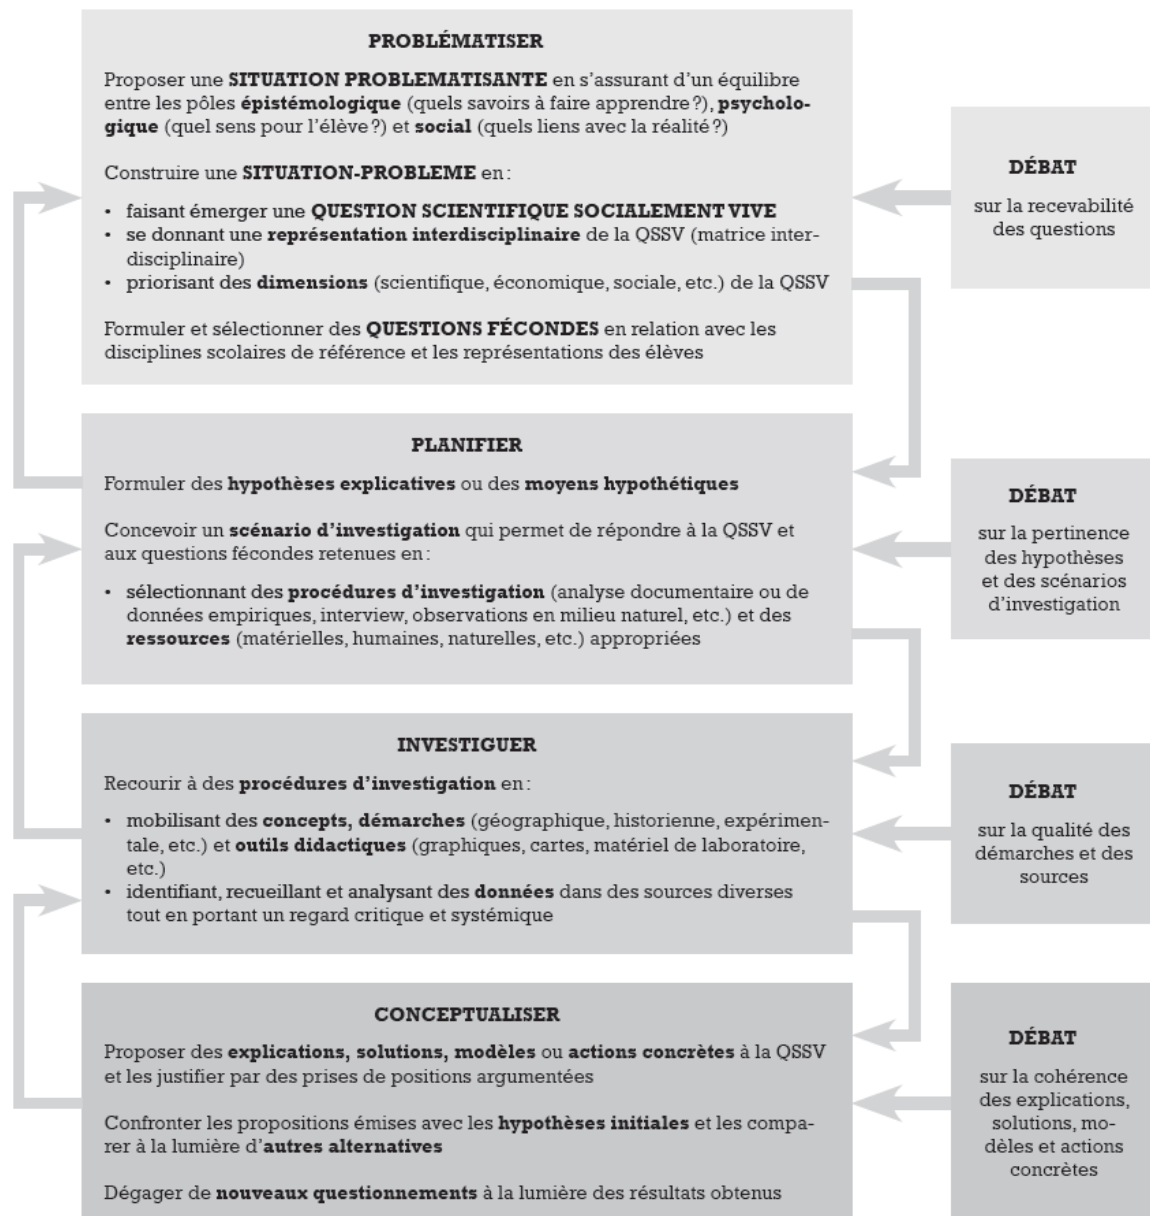 PROBLÉMATISER
Proposer une SITUATION PROBLEMATISANTE en s'assurant d'un équilibre
entre les pôles épistémologique (quels savoirs à faire apprendre ?), psycholo-
gique (quel sens pour l'élève ?) et social (quels liens avec la réalité ?)
Construire une SITUATION-PROBLEME en :
• faisant émerger une QUESTION SCIENTIFIQUE SOCIALEMENT VIVE
• se donnant une représentation interdisciplinaire de la QSSV (matrice inter-
disciplinaire)
• priorisant des dimensions (scientifique, économique, sociale, etc.) de la QSSV
Formuler et sélectionner des QUESTIONS FÉCONDES en relation avec les
disciplines scolaires de référence et les représentations des élèves
DÉBAT
sur la recevabilité
des questions
PLANIFIER
Formuler des hypothèses explicatives ou des moyens hypothétiques
Concevoir un scénario d'investigation qui permet de répondre à la QSSV et
aux questions fécondes retenues en :
• sélectionnant des procédures d'investigation (analyse documentaire ou de
données empiriques, interview, observations en milieu naturel, etc.) et des
ressources (matérielles, humaines, naturelles, etc.) appropriées
DÉBAT
sur la pertinence
des hypothèses
et des scénarios
d'investigation
INVESTIGUER
Recourir à des procédures d'investigation en :
• mobilisant des concepts, démarches (géographique, historienne, expérimen-
tale, etc.) et outils didactiques (graphiques, cartes, matériel de laboratoire,
etc.)
• identifiant, recueillant et analysant des données dans des sources diverses
tout en portant un regard critique et systémique
DÉBAT
sur la qualité des
démarches et des
sources
CONCEPTUALISER
Proposer des explications, solutions, modèles ou actions concrètes à la QSSV
et les justifier par des prises de positions argumentées
Confronter les propositions émises avec les hypothèses initiales et les compa-
rer à la lumière d'autres alternatives
Dégager de nouveaux questionnements à la lumière des résultats obtenus
DÉBAT
sur la cohérence
des explications,
solutions, mo-
dèles et actions
concrètes